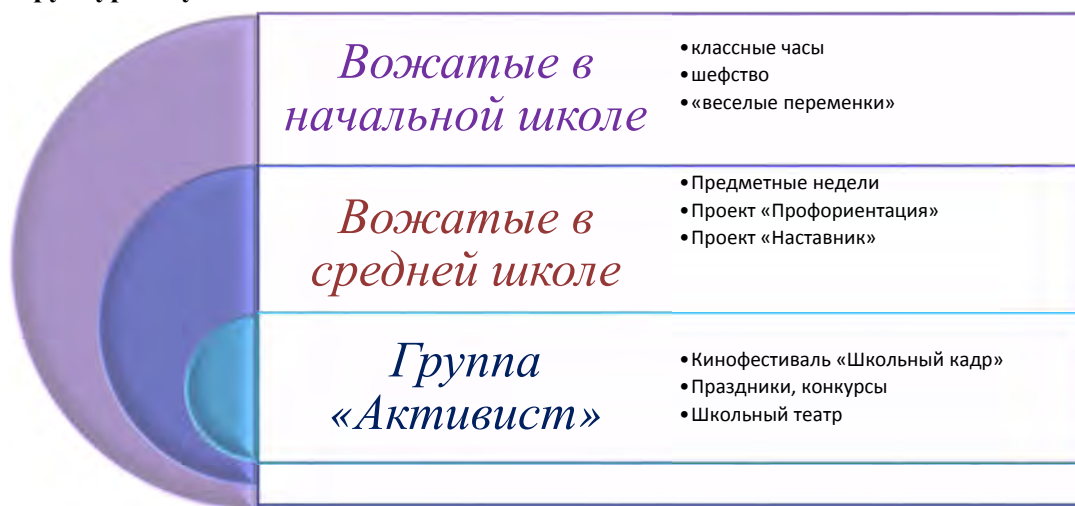 Вожатые в
начальной школе
•классные часы
•шефство
•«веселые переменки»
Вожатые в
средней школе
•Предметные недели
•Проект «Профориентация»
•Проект «Наставник»
Группа
«Активист»
•Кинофестиваль «Школьный кадр»
•Праздники, конкурсы
•Школьный театр